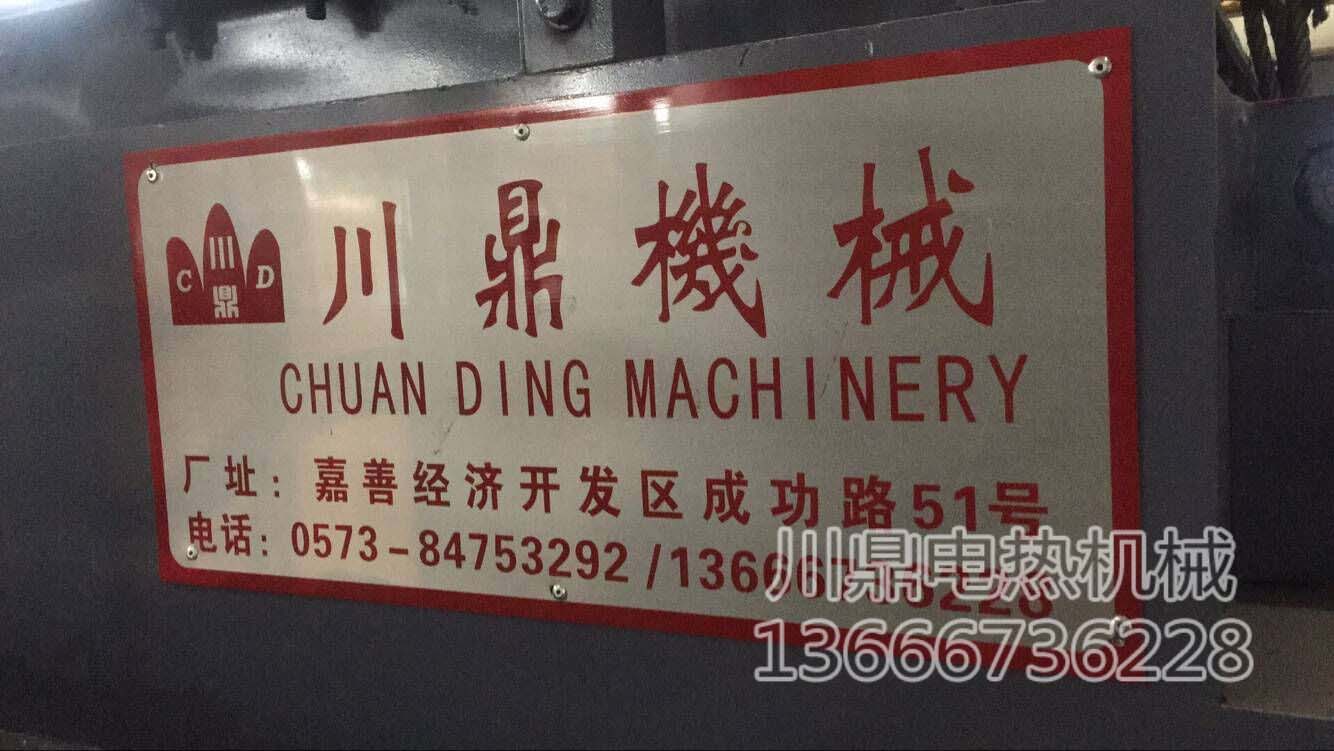 C 川鼎 D
川鼎機械
CHUAN DING MACHINERY
厂址：嘉善经济开发区成功路51号
电话：0573-84753292/13666736228
川鼎电热机械
13666736228